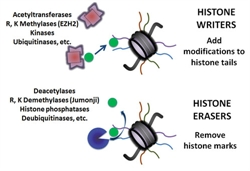 Acetyltransferases
R, K Methylases (EZH2)
Kinases
Ubiquitinases, etc.
HISTONE
WRITERS
Add
modifications to
histone tails
Deacetylases
R, K Demethylases (Jumonji)
Histone phosphatases
Deubiquitinases, etc.
HISTONE
ERASERS
Remove
histone marks